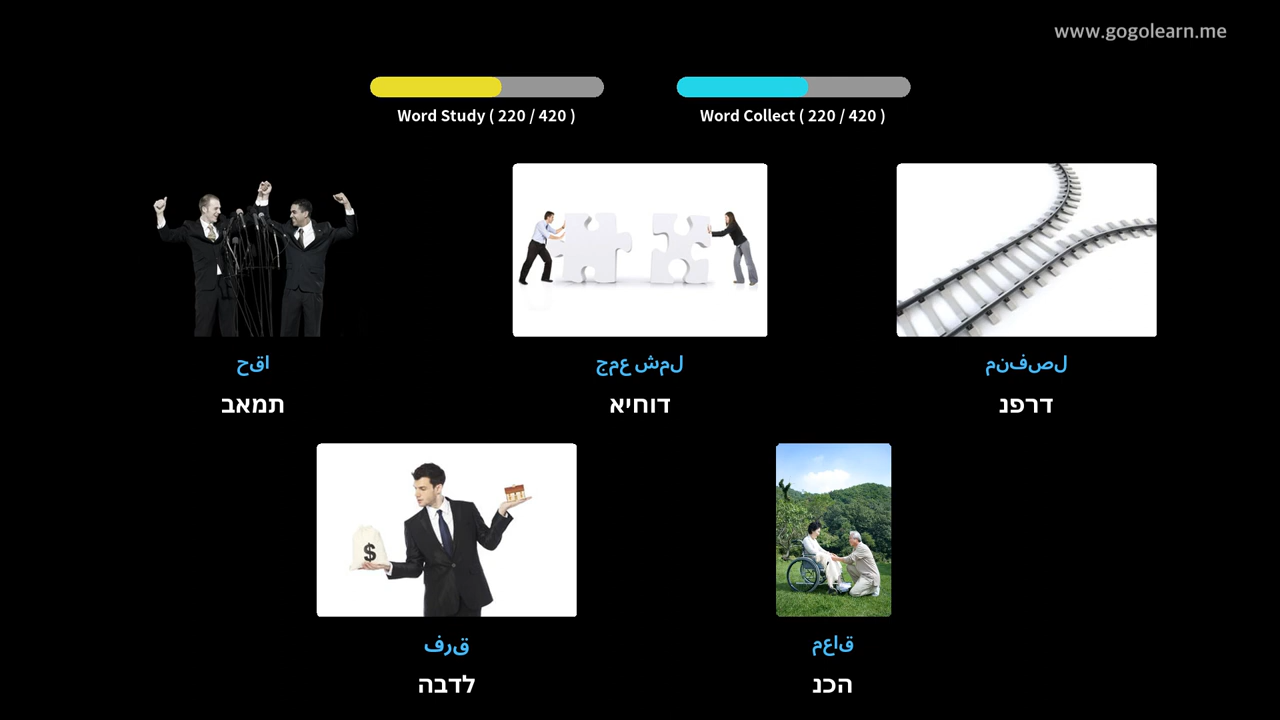 www.gogolearn.me
Word Study ( 220 / 420 )
Word Collect ( 220 / 420 )
اقح
תמאב
لمش عمج
דוחיא
لصفنم
דרפנ
قرف
לדבה
قاعم
הכנ